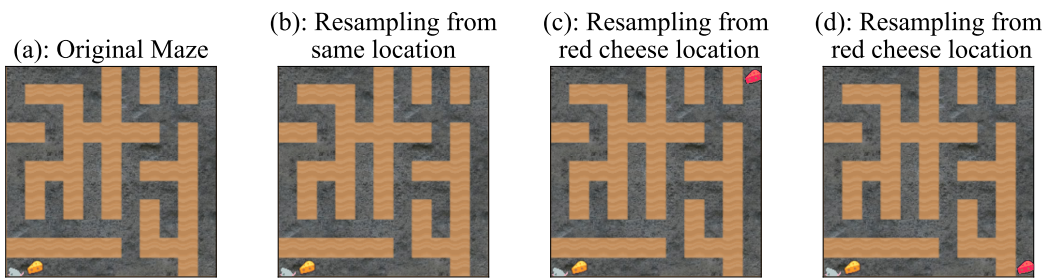 (a): Original Maze
(b): Resampling from
same location
(c): Resampling from
red cheese location
(d): Resampling from
red cheese location